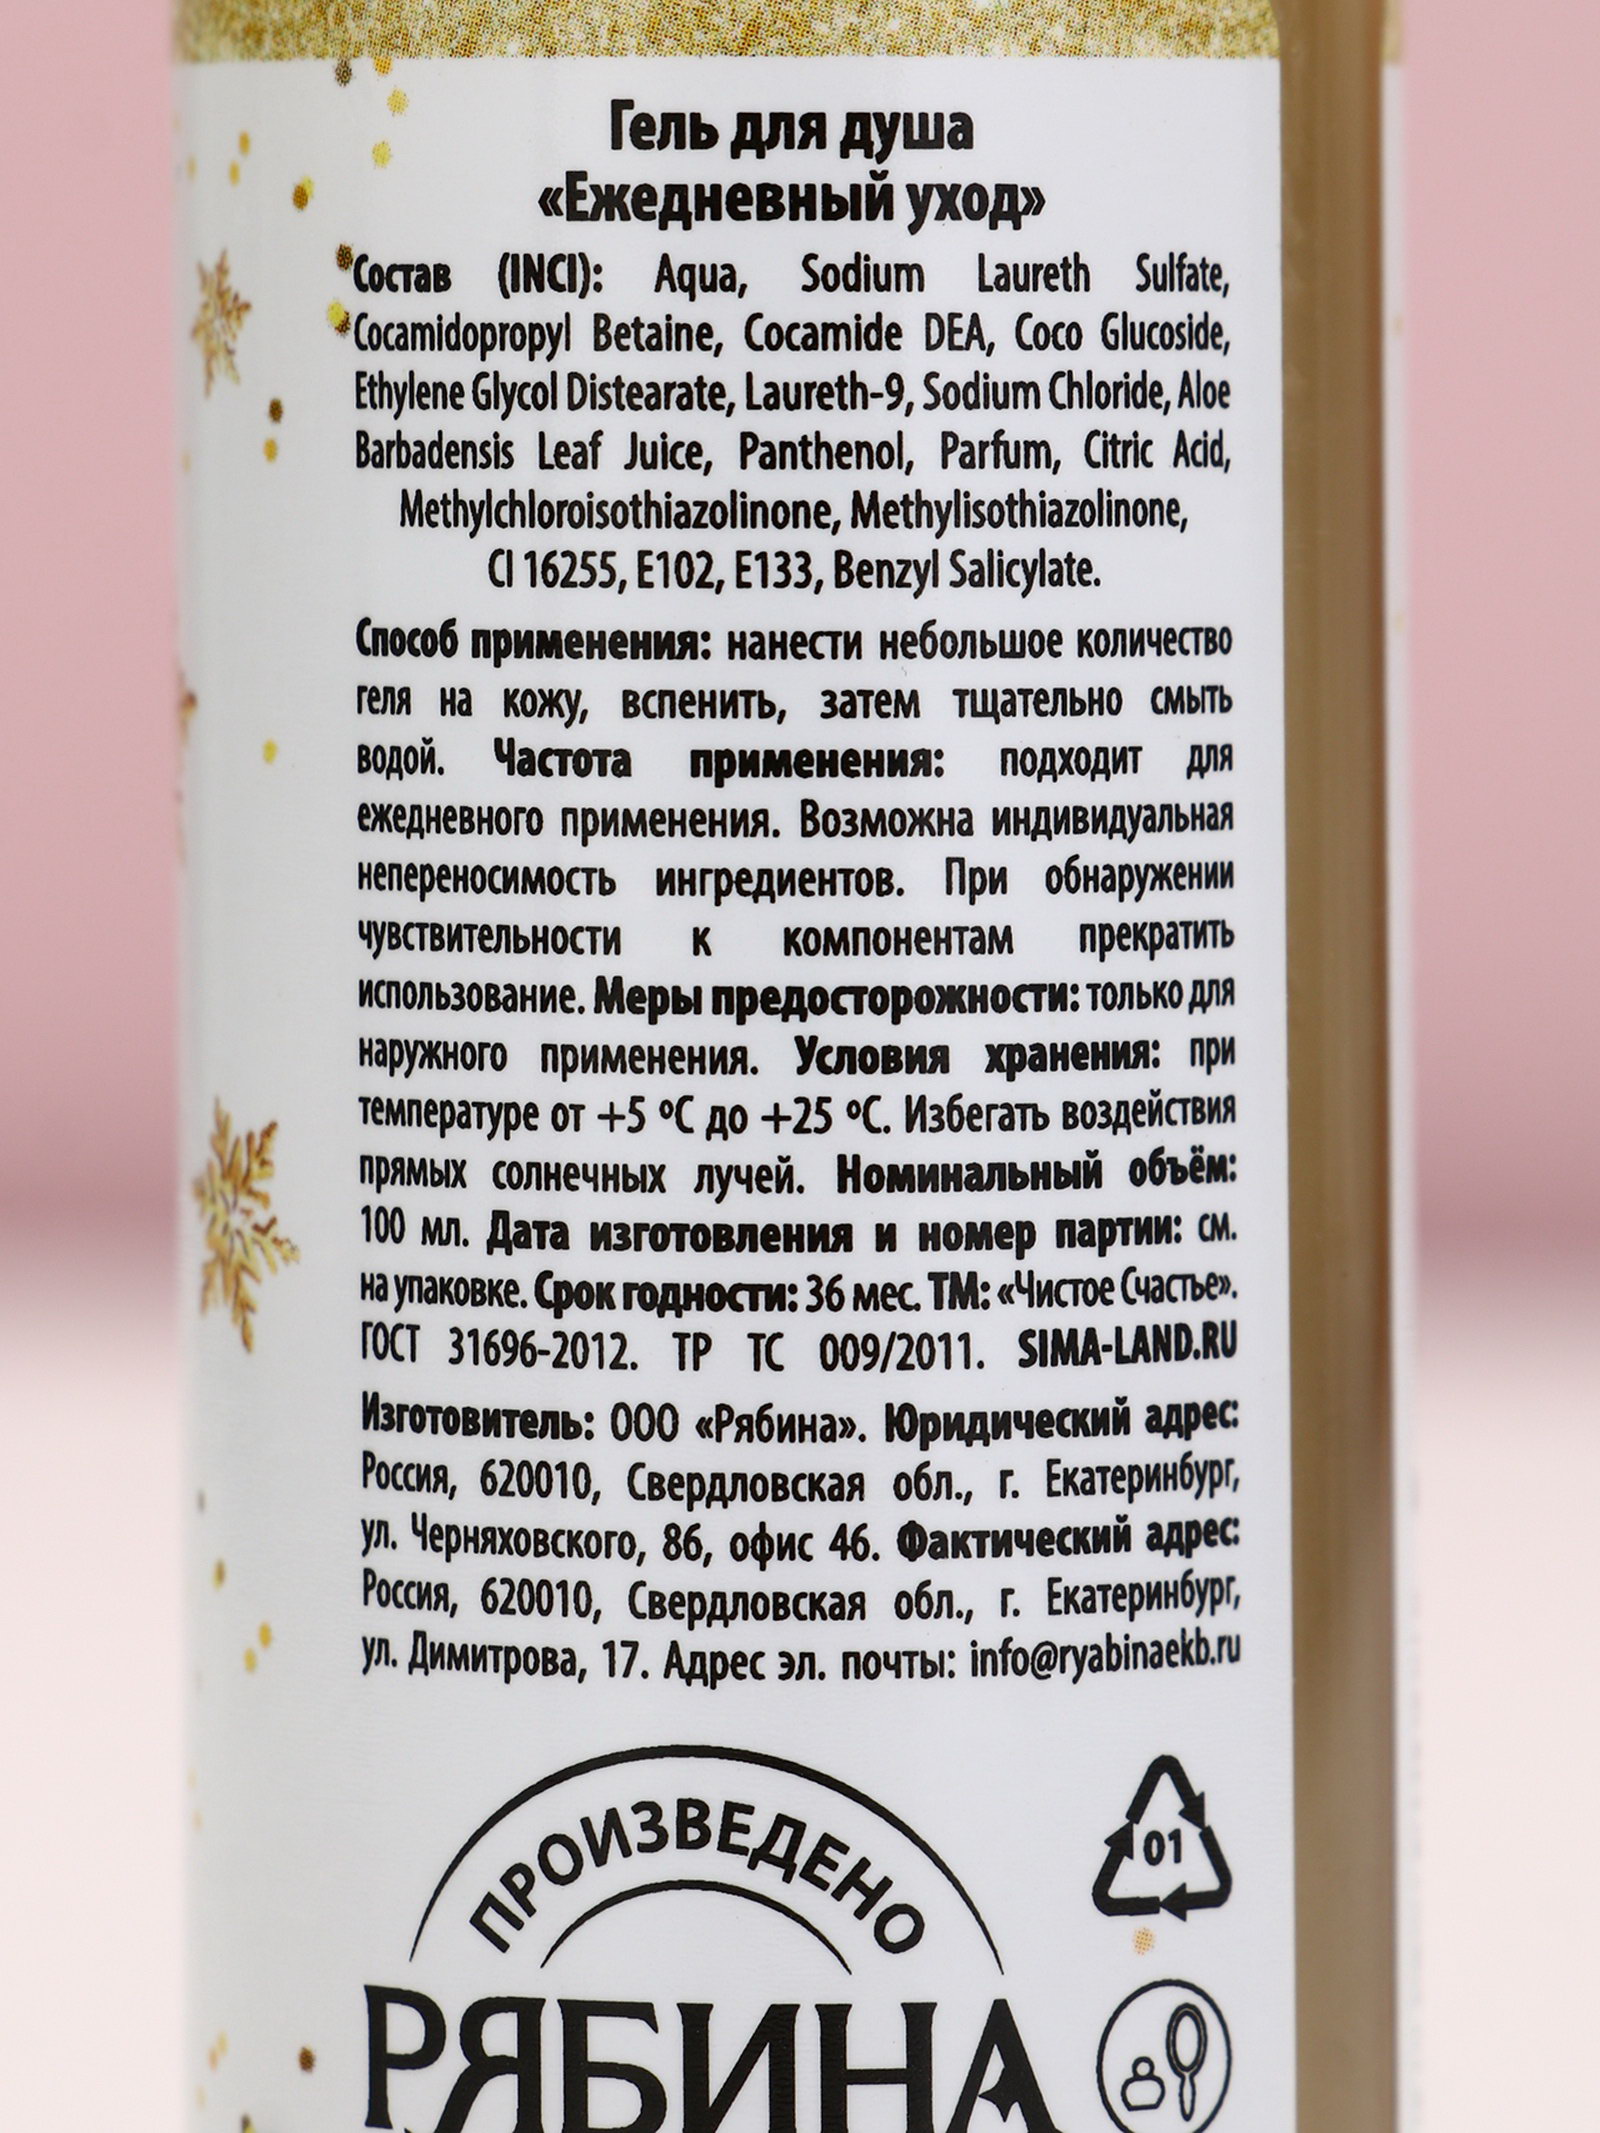 Гель для душа
«Ежедневный уход»
Состав (INCI): Aqua, Sodium Laureth Sulfate,
Cocamidopropyl Betaine, Cocamide DEA, Coco Glucoside,
Ethylene Glycol Distearate, Laureth-9, Sodium Chloride, Aloe
Barbadensis Leaf Juice, Panthenol, Parfum, Citric Acid,
Methylchloroisothiazolinone, Methylisothiazolinone,
CI 16255, E102, E133, Benzyl Salicylate.
Способ применения: нанести небольшое количество
геля на кожу, вспенить, затем тщательно смыть
водой. Частота применения: подходит для
ежедневного применения. Возможна индивидуальная
непереносимость ингредиентов. При обнаружении
чувствительности к компонентам прекратить
использование. Меры предосторожности: только для
наружного применения. Условия хранения: при
температуре от +5 ºC до +25 ºC. Избегать воздействия
прямых солнечных лучей. Номинальный объём:
100 мл. Дата изготовления и номер партии: см.
на упаковке. Срок годности: 36 мес. ТМ: «Чистое Счастье».
ГОСТ 31696-2012. ТР ТС 009/2011. SIMA-LAND.RU
Изготовитель: ООО «Рябина». Юридический адрес:
Россия, 620010, Свердловская обл., г. Екатеринбург,
ул. Черняховского, 86, офис 46. Фактический адрес:
Россия, 620010, Свердловская обл., г. Екатеринбург,
ул. Димитрова, 17. Адрес эл. почты: info@ryabinaekb.ru
ПРОИЗВЕДЕНО
01
РЯБИНА